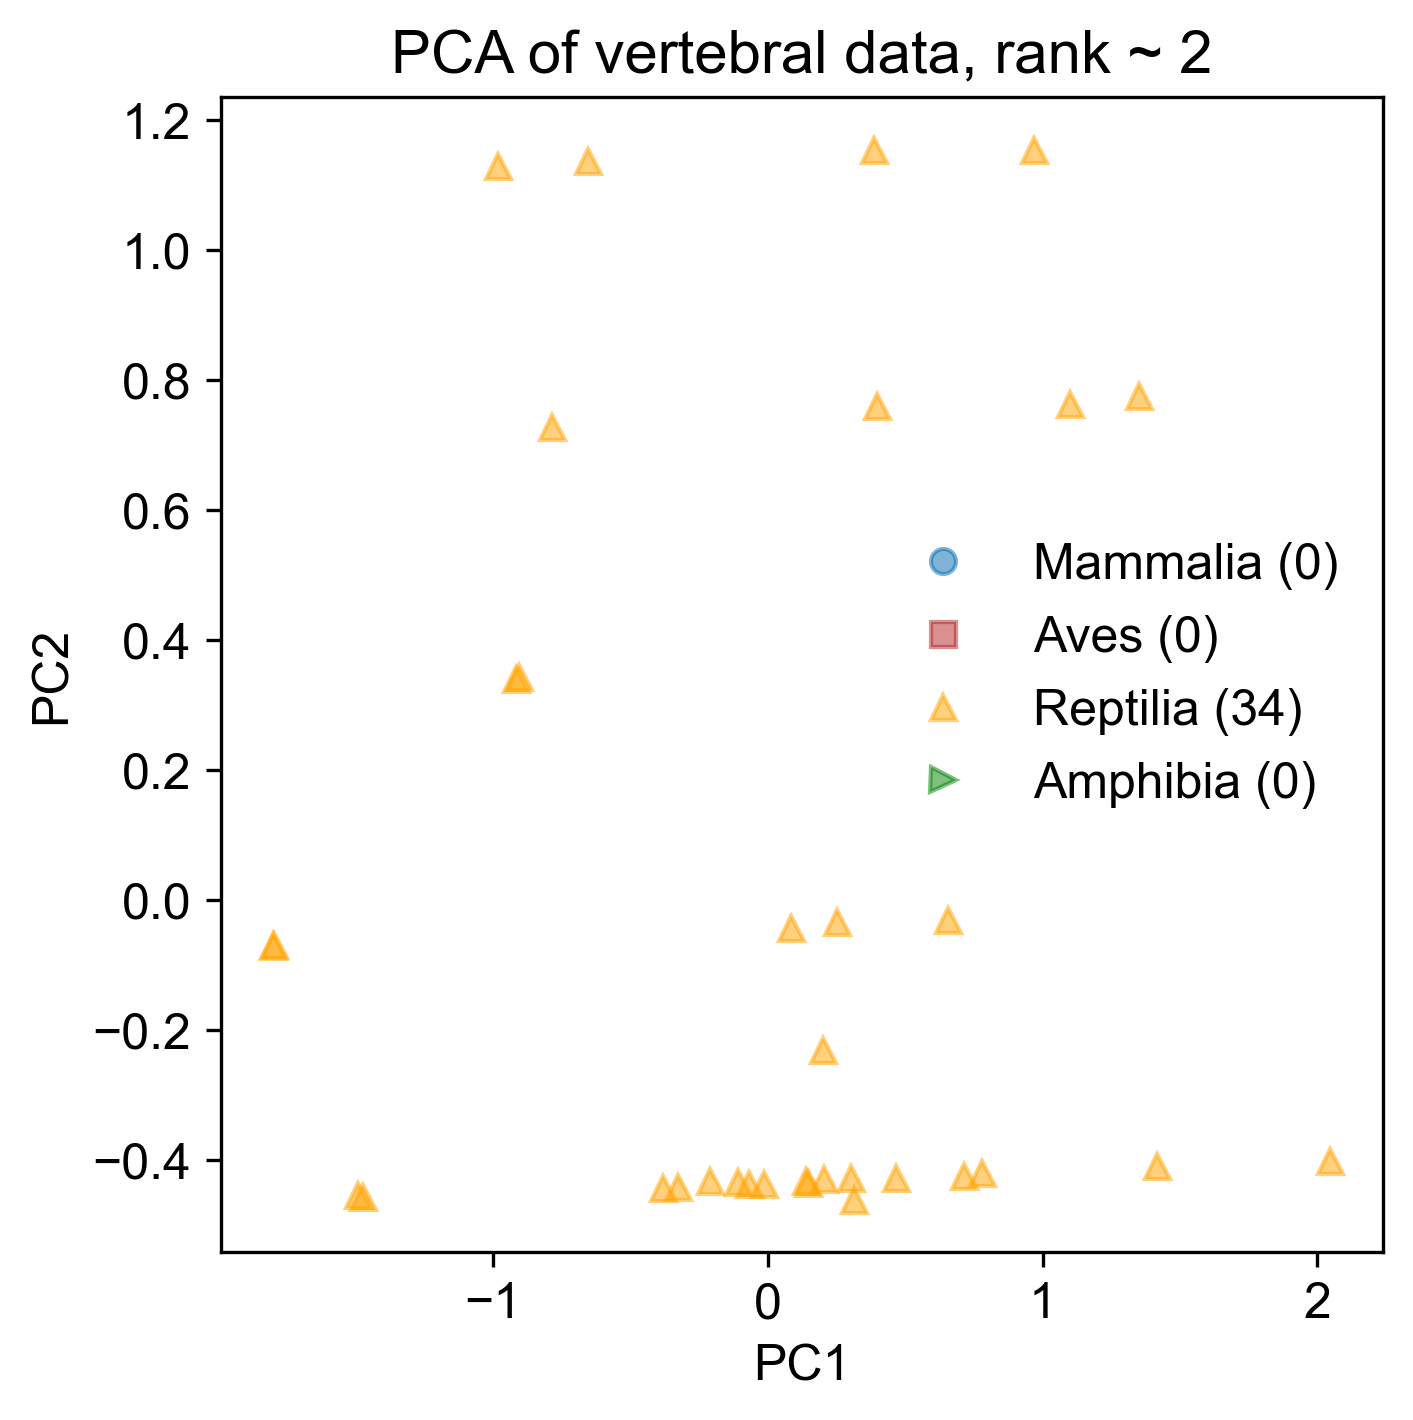 PCA of vertebral data, rank ~ 2
1.2
1.0
0.8
0.6
0.4
0.2
0.0
−0.2
−0.4
PC2
Mammalia (0)
Aves (0)
Reptilia (34)
Amphibia (0)
−1 0 1 2
PC1